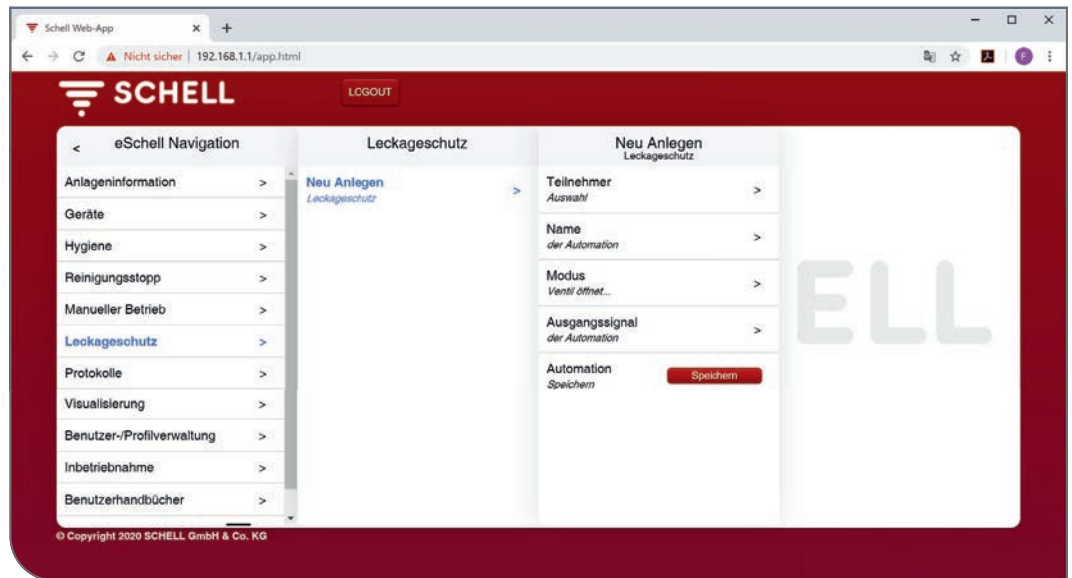 Schell Web-App
Nicht sicher | 192.168.1.1/app.html
F
SCHELL
LOGOUT
< eSchell Navigation
Anlageninformation >
Geräte >
Hygiene >
Reinigungsstopp >
Manueller Betrieb >
Leckageschutz >
Protokolle >
Visualisierung >
Benutzer-/Profilverwaltung >
Inbetriebnahme >
Benutzerhandbücher >
Leckageschutz
Neu Anlegen >
Leckageschutz
Neu Anlegen
Leckageschutz
Teilnehmer >
Auswahl
Name >
der Automation
Modus >
Ventil öffnet...
Ausgangssignal >
der Automation
Automation
Speichern
Speichern
ELL
© Copyright 2020 SCHELL GmbH & Co. KG